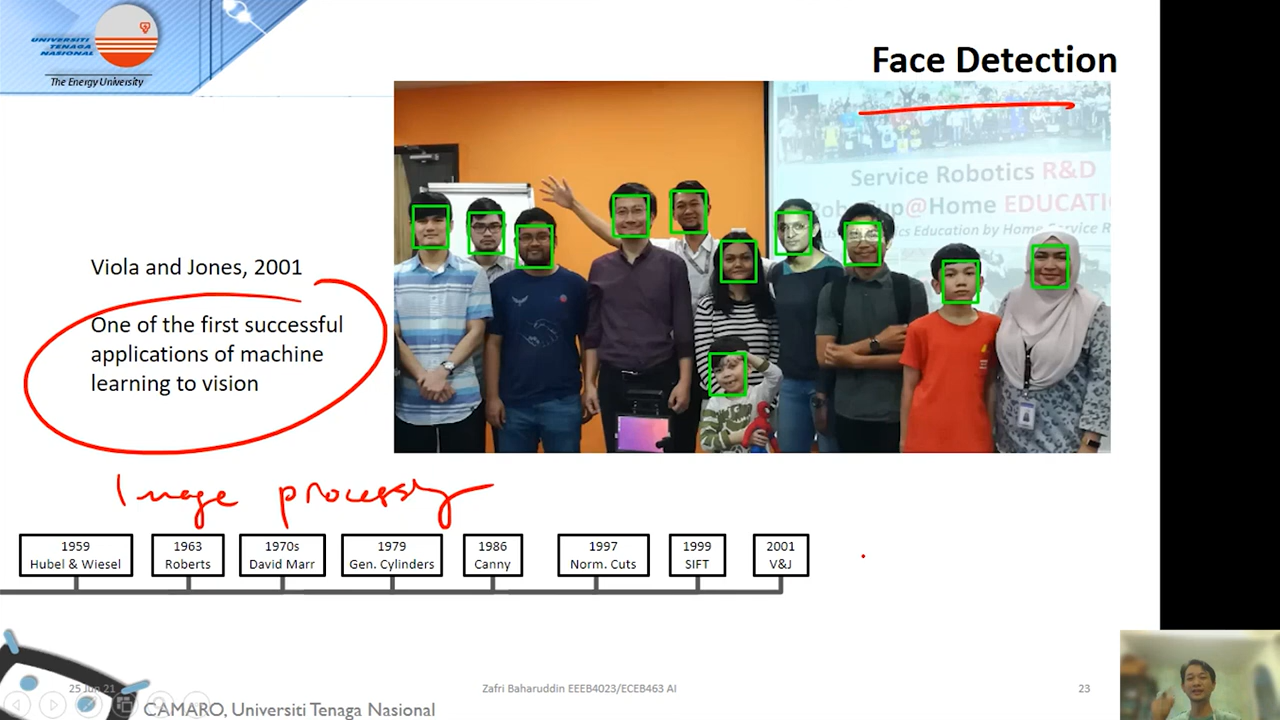 UNIVERSITI
TENAGA
NASIONAL
The Energy University
Face Detection
Service Robotics R&D
@Home EDUCATI
Education by Home Service R
Viola and Jones, 2001
One of the first successful
applications of machine
learning to vision
Image processing
1959
Hubel & Wiesel
1963
Roberts
1970s
David Marr
1979
Gen. Cylinders
1986
Canny
1997
Norm. Cuts
1999
SIFT
2001
V&J
25 Jun 21
Zafri Baharuddin EEEB4023/ECEB463 AI
23
CAMARO, Universiti Tenaga Nasional